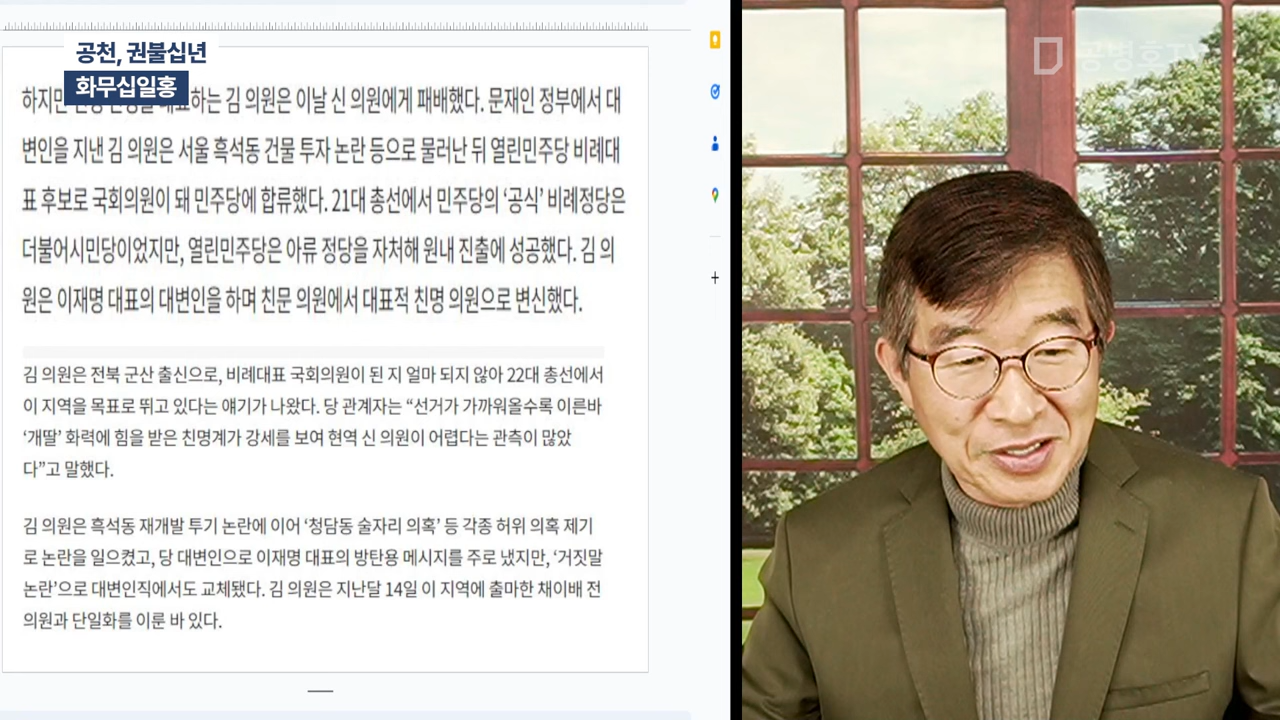 공천, 권불십년
화무십일홍
하지만 하는 김 의원은 이날 신 의원에게 패배했다. 문재인 정부에서 대
변인을 지낸 김 의원은 서울 흑석동 건물 투자 논란 등으로 물러난 뒤 열린민주당 비례대
표 후보로 국회의원이 돼 민주당에 합류했다. 21대 총선에서 민주당의 ‘공식’ 비례정당은
더불어시민당이었지만, 열린민주당은 아류 정당을 자처해 원내 진출에 성공했다. 김 의
원은 이재명 대표의 대변인을 하며 친문 의원에서 대표적 친명 의원으로 변신했다.
김 의원은 전북 군산 출신으로, 비례대표 국회의원이 된 지 얼마 되지 않아 22대 총선에서
이 지역을 목표로 뛰고 있다는 얘기가 나왔다. 당 관계자는 “선거가 가까워올수록 이른바
‘개딸’ 화력에 힘을 받은 친명계가 강세를 보여 현역 신 의원이 어렵다는 관측이 많았
다”고 말했다.
김 의원은 흑석동 재개발 투기 논란에 이어 ‘청담동 술자리 의혹’ 등 각종 허위 의혹 제기
로 논란을 일으켰고, 당 대변인으로 이재명 대표의 방탄용 메시지를 주로 냈지만, ‘거짓말
논란’으로 대변인직에서도 교체됐다. 김 의원은 지난달 14일 이 지역에 출마한 채이배 전
의원과 단일화를 이룬 바 있다.
공병호TV